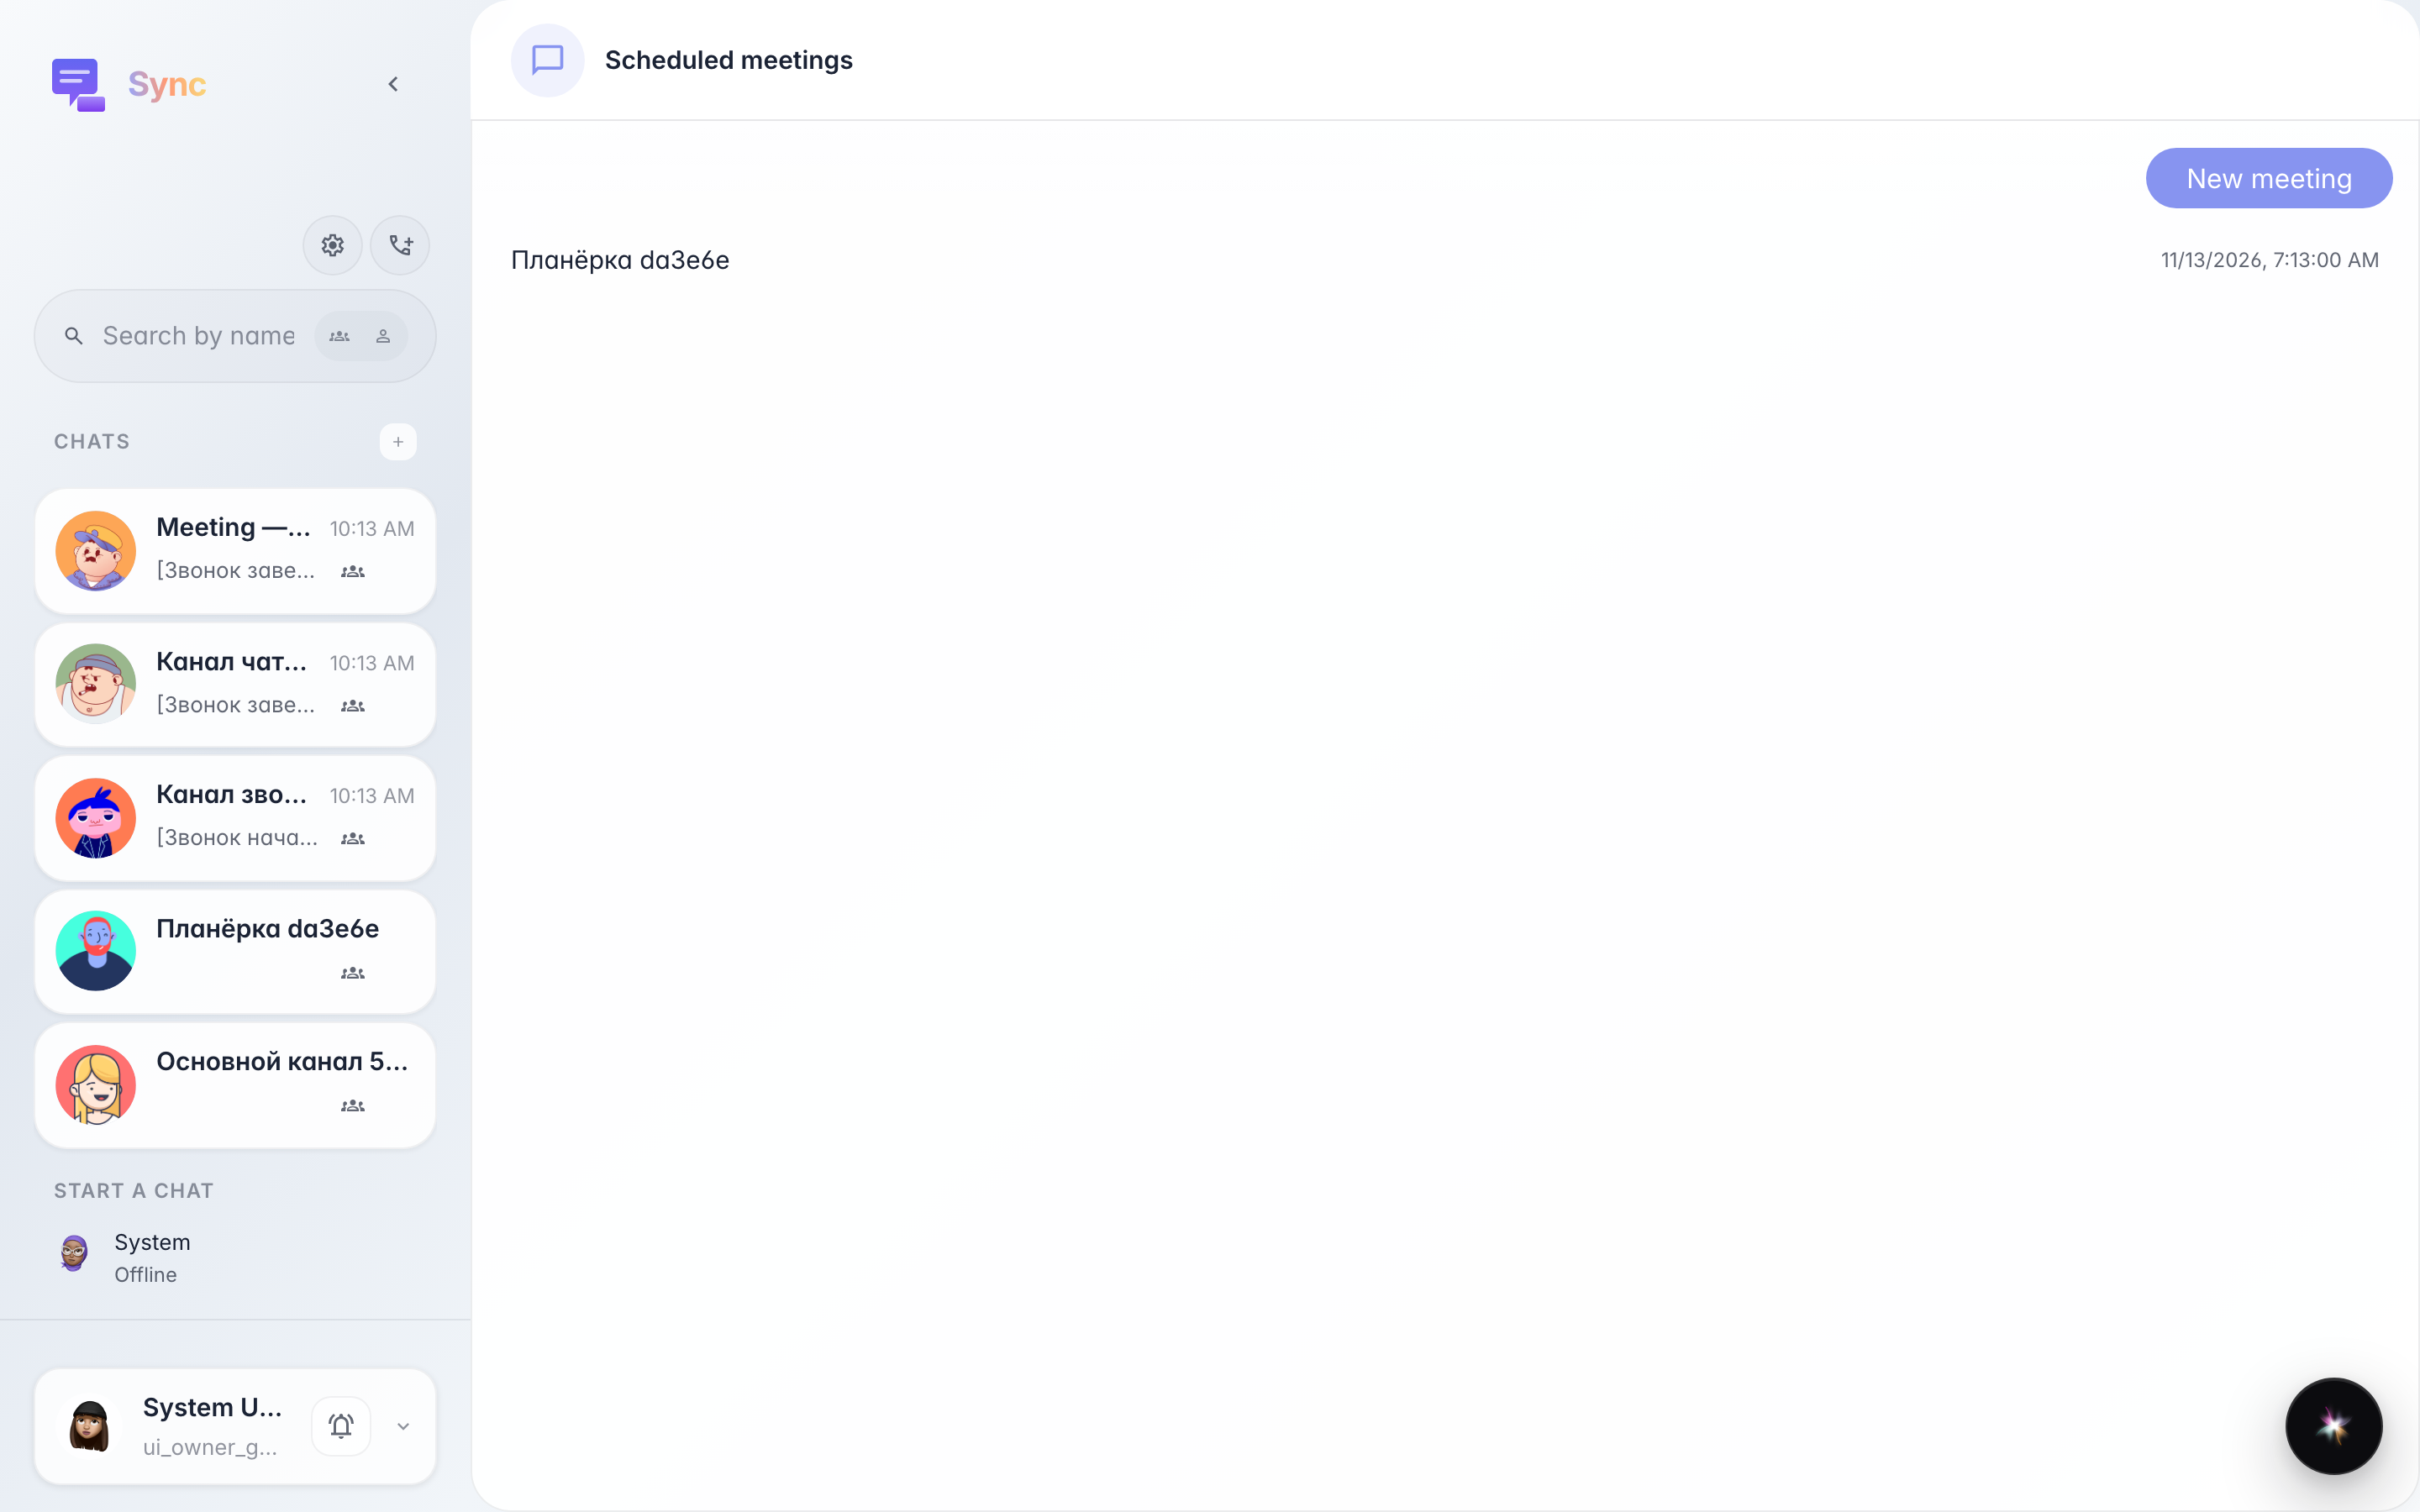 Sync
Search by name
CHATS
Meeting —... 10:13 AM
[Звонок заве...
Канал чат... 10:13 AM
[Звонок заве...
Канал зво... 10:13 AM
[Звонок нача...
Планёрка da3e6e
Основной канал 5...
START A CHAT
System
Offline
System U...
ui_owner_g...
Scheduled meetings
New meeting
Планёрка da3e6e 11/13/2026, 7:13:00 AM